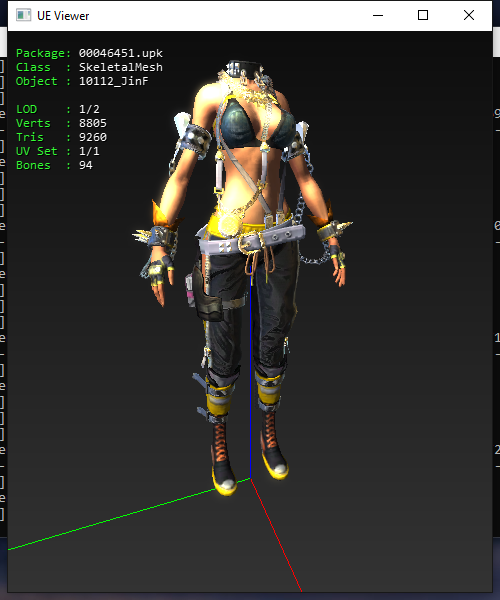 UE Viewer
Package: 00046451.upk
Class : SkeletalMesh
Object : 10112_JinF
LOD : 1/2
Verts : 8805
Tris : 9260
UV Set : 1/1
Bones : 94